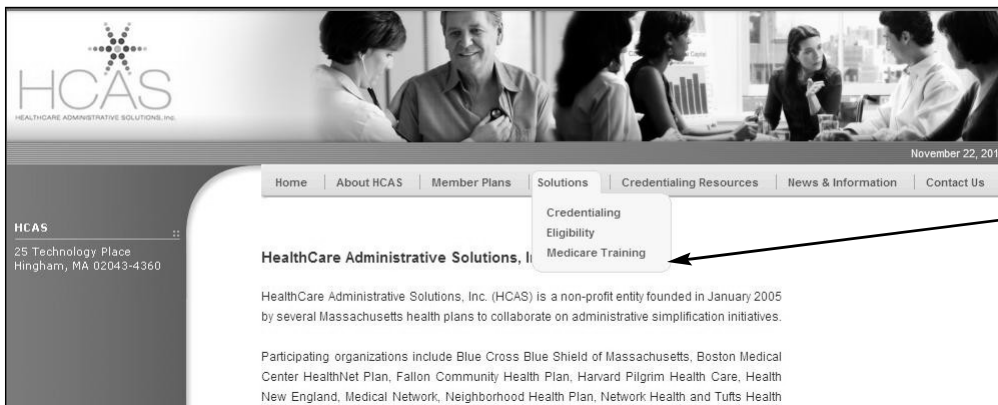 HCAS
HEALTHCARE ADMINISTRATIVE SOLUTIONS, Inc.
November 22, 201
Home About HCAS Member Plans Solutions Credentialing Resources News & Information Contact Us
Credentialing
Eligibility
Medicare Training
HCAS
25 Technology Place
Hingham, MA 02043-4360
HealthCare Administrative Solutions, I
HealthCare Administrative Solutions, Inc. (HCAS) is a non-profit entity founded in January 2005
by several Massachusetts health plans to collaborate on administrative simplification initiatives.
Participating organizations include Blue Cross Blue Shield of Massachusetts, Boston Medical
Center HealthNet Plan, Fallon Community Health Plan, Harvard Pilgrim Health Care, Health
New England, Medical Network, Neighborhood Health Plan, Network Health and Tufts Health